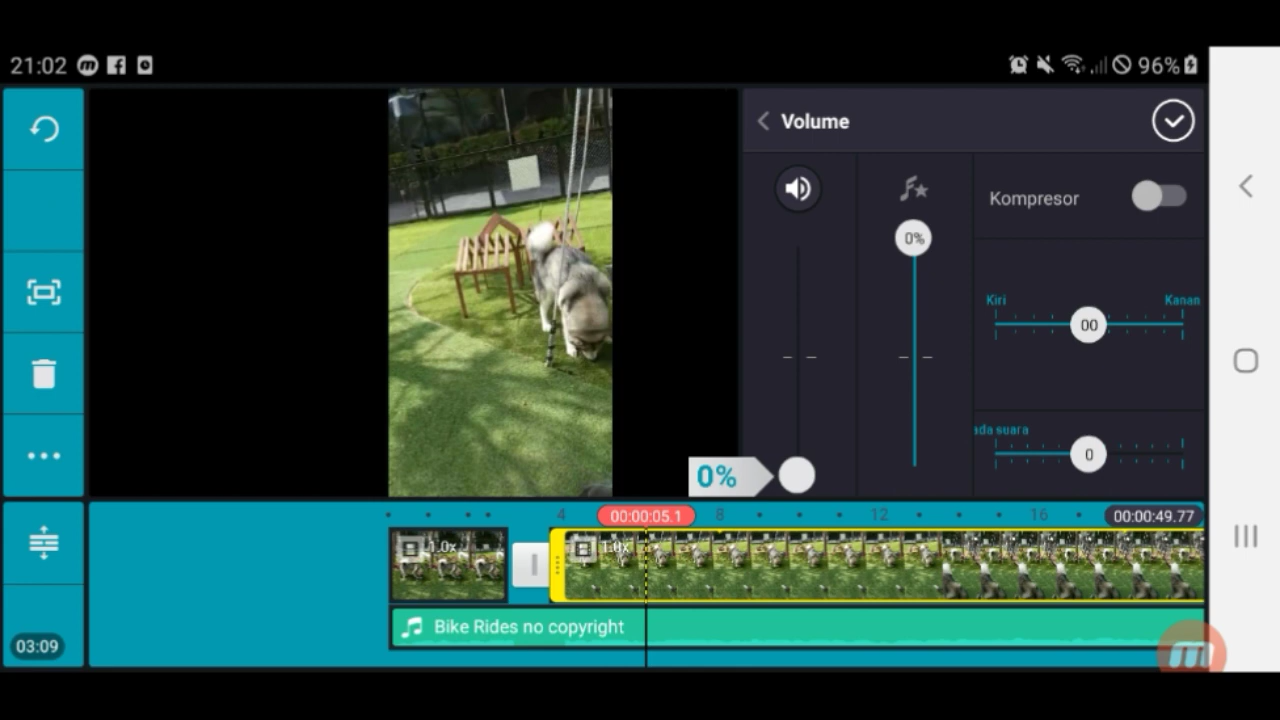 21:02
96%
Volume
Kompresor
0%
Kiri
Kanan
00
ada suara
0
0%
4
00:00:05.1
8
12
16
00:00:49.77
1.0x
1.0x
Bike Rides no copyright
03:09